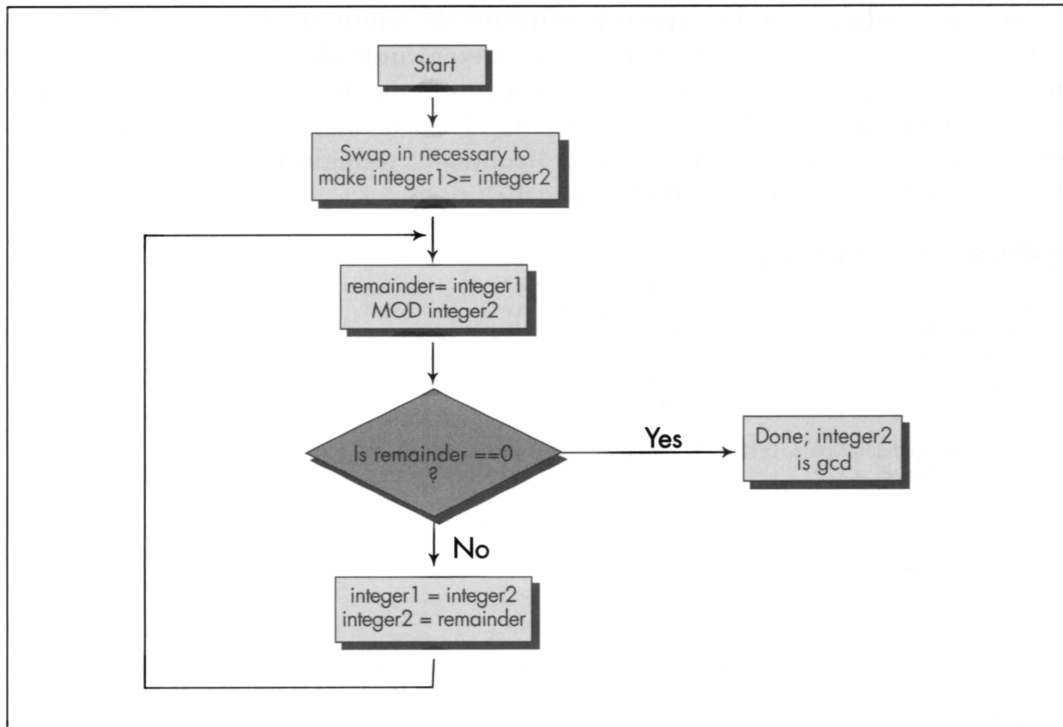 Start
Swap in necessary to
make integer1>= integer2
remainder= integer1
MOD integer2
Is remainder ==0
?
Yes
Done; integer2
is gcd
No
integer1 = integer2
integer2 = remainder